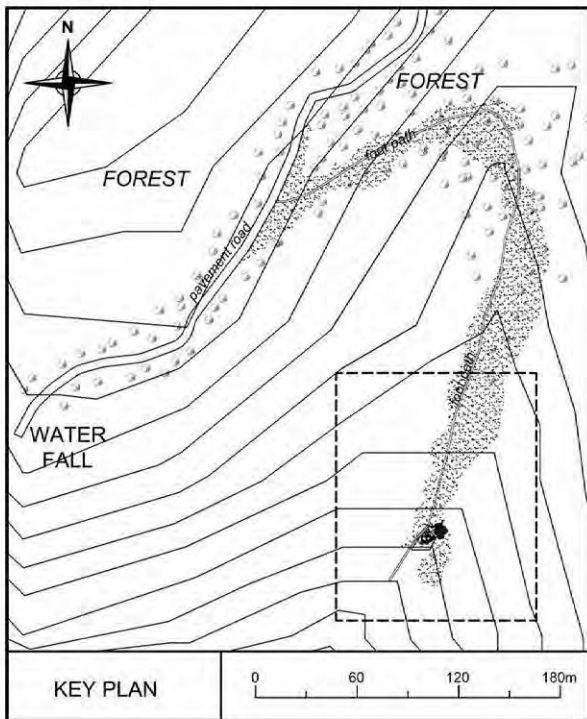 N
FOREST
foot path
FOREST
pavement road
foot path
WATER
FALL
KEY PLAN
0 60 120 180m